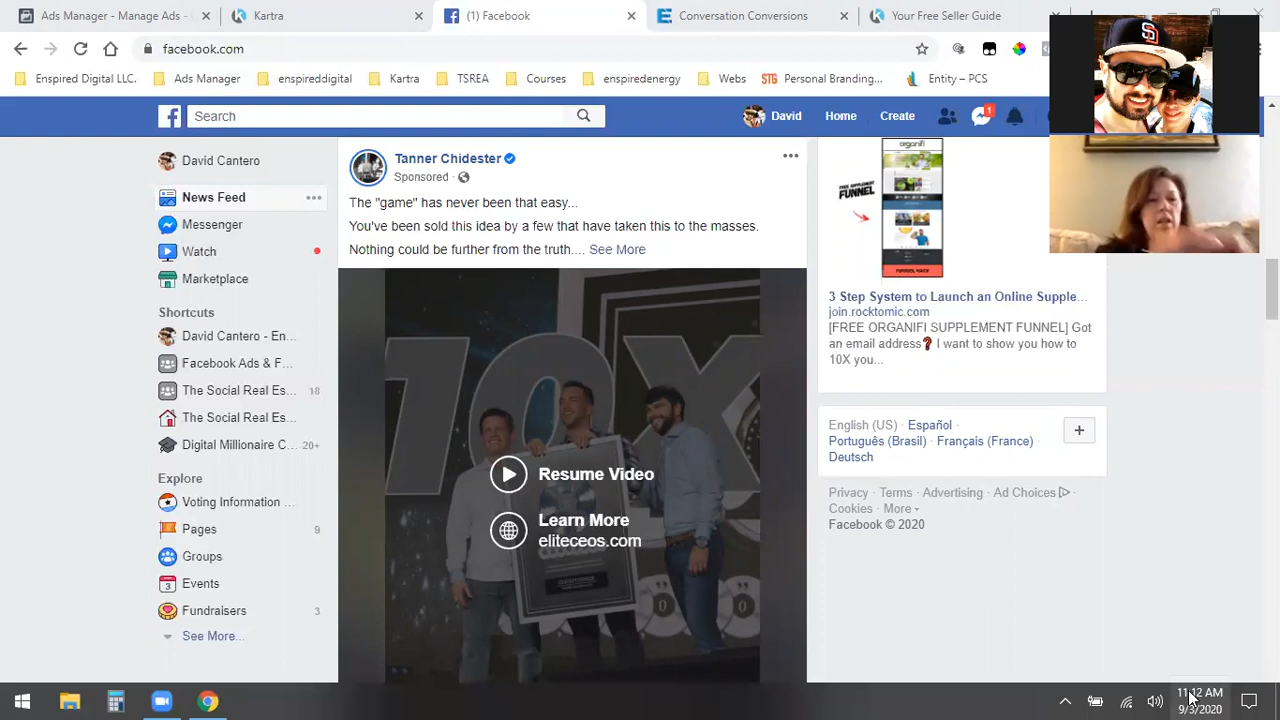 Ads Manager - Manage Ads -
Kartra
(1) Facebook
Conversation Conversions
Your Free Seller Guide
facebook.com
Enspired Digital LLC.
Ads Manager
enspireddigital
Kartra
TSREA
Courses
enspiredenergy
Webs
STG Personal Branding...
Entity – PCS
Search
David
Home
Create
1
David Cantero
News Feed
Messenger
Watch
Marketplace
Shortcuts
David Cantero - En...
Facebook Ads & F...
The Social Real Es... 18
The Social Real Es...
Digital Millionaire C... 20+
Explore
Voting Information ...
Pages 9
Groups
Events
Fundraisers 3
See More...
Tanner Chidester
Sponsored ·
The "game" has never been that easy...
You've been sold this idea by a few that have taken this to the masses.
Nothing could be further from the truth.... See More
10X
Resume Video
Learn More
eliteceos.com
organifi
FREE SUPPLEMENT
FUNNEL
3 Step System to Launch an Online Supple...
join.rocktomic.com
[FREE ORGANIFI SUPPLEMENT FUNNEL] Got
an email address❓ I want to show you how to
10X you...
English (US) · Español ·
Português (Brasil) · Français (France) ·
Deutsch
Privacy · Terms · Advertising · Ad Choices ·
Cookies · More
Facebook © 2020
11:12 AM
9/3/2020